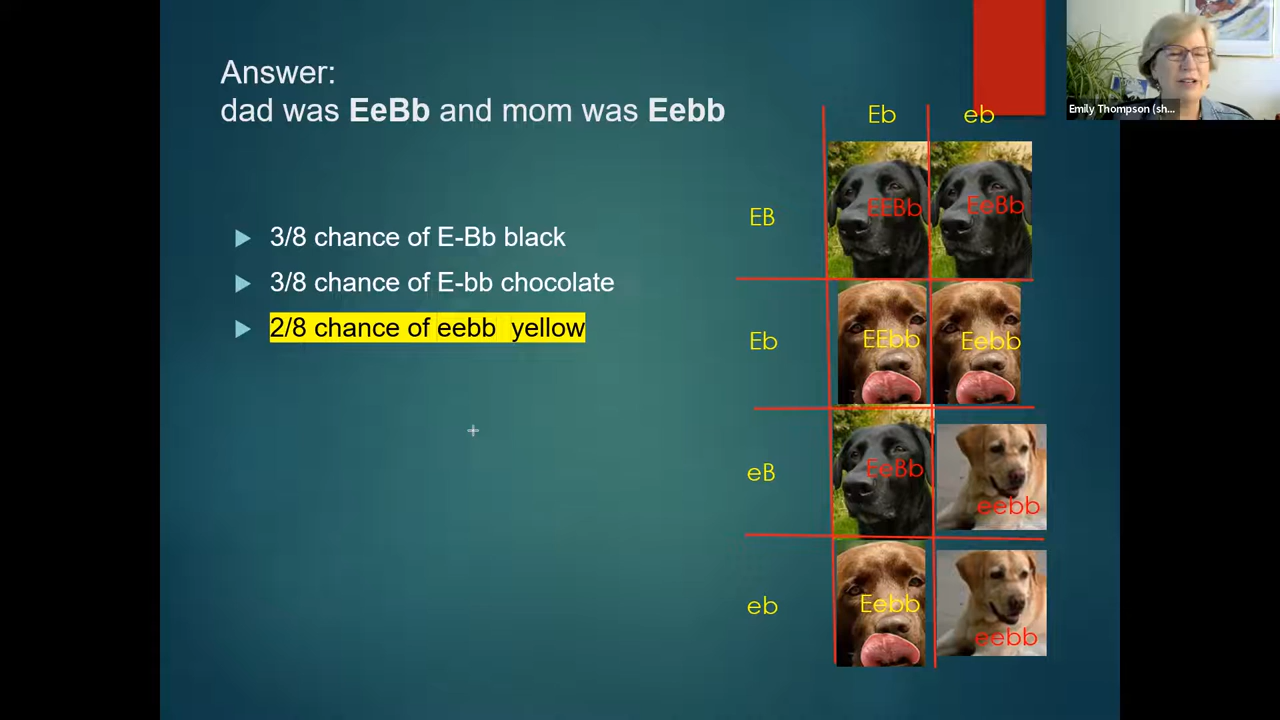 Answer:
dad was EeBb and mom was Eebb
3/8 chance of E-Bb black
3/8 chance of E-bb chocolate
2/8 chance of eebb yellow
Eb eb
EB EEBb EeBb
Eb EEbb Eebb
eB EeBb eebb
eb Eebb eebb
Emily Thompson (sh...